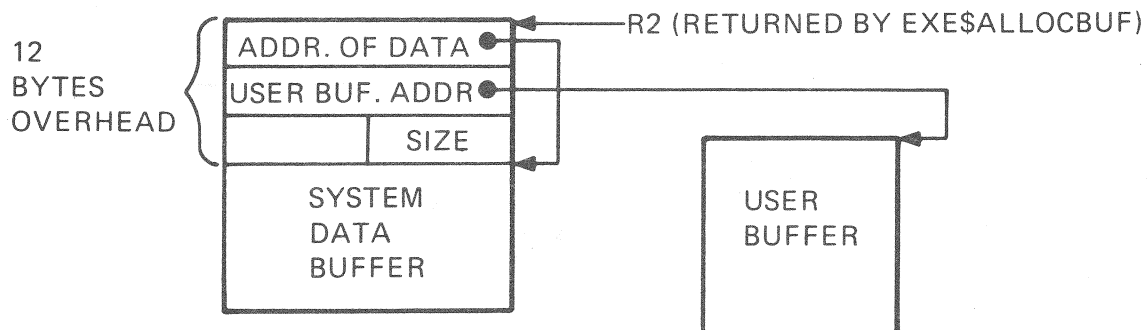 R2 (RETURNED BY EXE$ALLOCBUF)
12
BYTES
OVERHEAD
ADDR. OF DATA
USER BUF. ADDR
SIZE
SYSTEM
DATA
BUFFER
USER
BUFFER